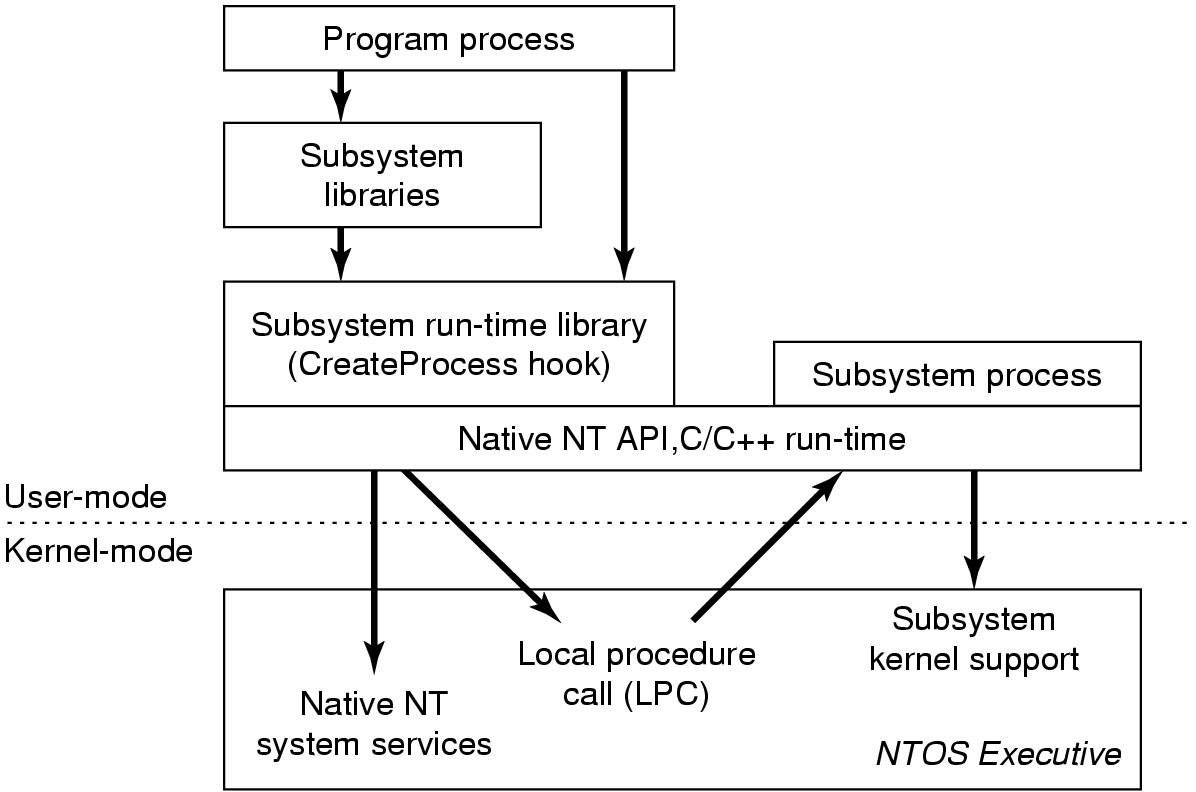 Program process
Subsystem
libraries
Subsystem run-time library
(CreateProcess hook)
Subsystem process
Native NT API,C/C++ run-time
User-mode
Kernel-mode
Subsystem
kernel support
Local procedure
call (LPC)
Native NT
system services
NTOS Executive